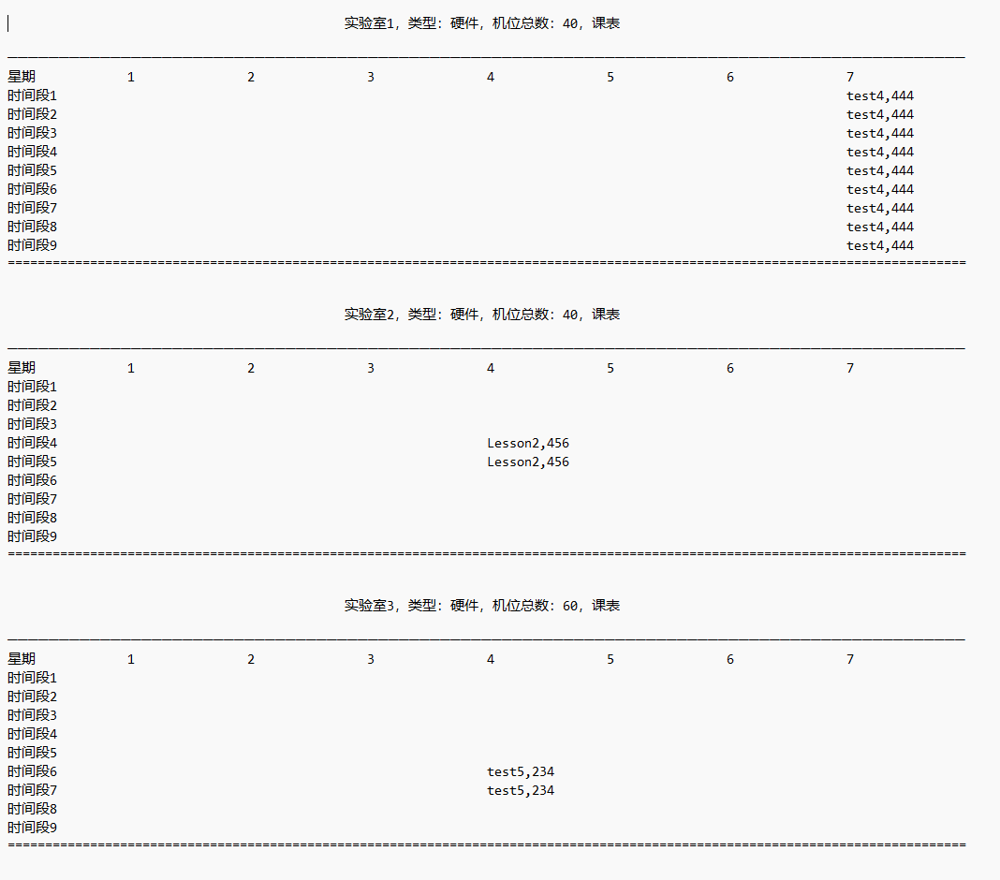 实验室1, 类型: 硬件, 机位总数: 40, 课表
————————————————————————————————————————————————————————————————
星期 1 2 3 4 5 6 7
时间段1 test4,444
时间段2 test4,444
时间段3 test4,444
时间段4 test4,444
时间段5 test4,444
时间段6 test4,444
时间段7 test4,444
时间段8 test4,444
时间段9 test4,444
================================================================================================================================
实验室2, 类型: 硬件, 机位总数: 40, 课表
————————————————————————————————————————————————————————————————
星期 1 2 3 4 5 6 7
时间段1
时间段2
时间段3
时间段4 Lesson2,456
时间段5 Lesson2,456
时间段6
时间段7
时间段8
时间段9
================================================================================================================================
实验室3, 类型: 硬件, 机位总数: 60, 课表
————————————————————————————————————————————————————————————————
星期 1 2 3 4 5 6 7
时间段1
时间段2
时间段3
时间段4
时间段5
时间段6 test5,234
时间段7 test5,234
时间段8
时间段9
================================================================================================================================